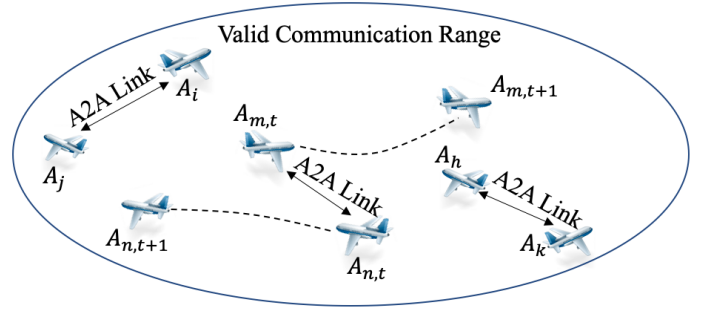 Valid Communication Range
A2A Link
A_i
A_j
A_{m,t}
A_{m,t+1}
A2A Link
A_h
A2A Link
A_{n,t+1}
A_{n,t}
A_k